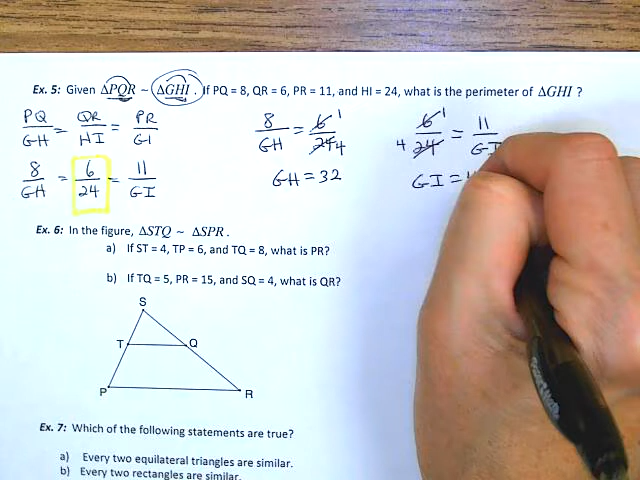 Ex. 5: Given ΔPQR ~ ΔGHI. If PQ = 8, QR = 6, PR = 11, and HI = 24, what is the perimeter of ΔGHI ?
PQ/GH = QR/HI = PR/GI
8/GH = 6/24 = 11/GI
8/GH = 6/24 1 4
GH = 32
6/24 1 4 = 11/GI
GI =
Ex. 6: In the figure, ΔSTQ ~ ΔSPR.
a) If ST = 4, TP = 6, and TQ = 8, what is PR?
b) If TQ = 5, PR = 15, and SQ = 4, what is QR?
S
T
Q
P
R
Ex. 7: Which of the following statements are true?
a) Every two equilateral triangles are similar.
b) Every two rectangles are similar.